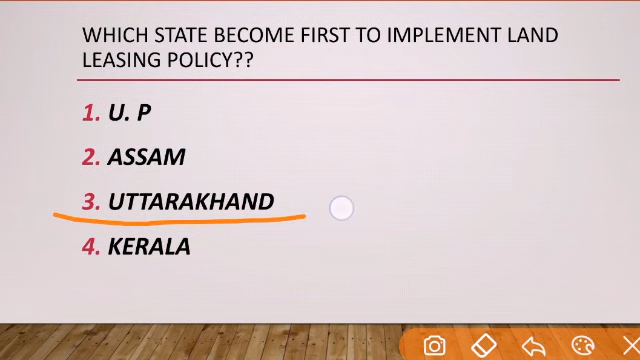 WHICH STATE BECOME FIRST TO IMPLEMENT LAND
LEASING POLICY??
1. U. P
2. ASSAM
3. UTTARAKHAND
4. KERALA